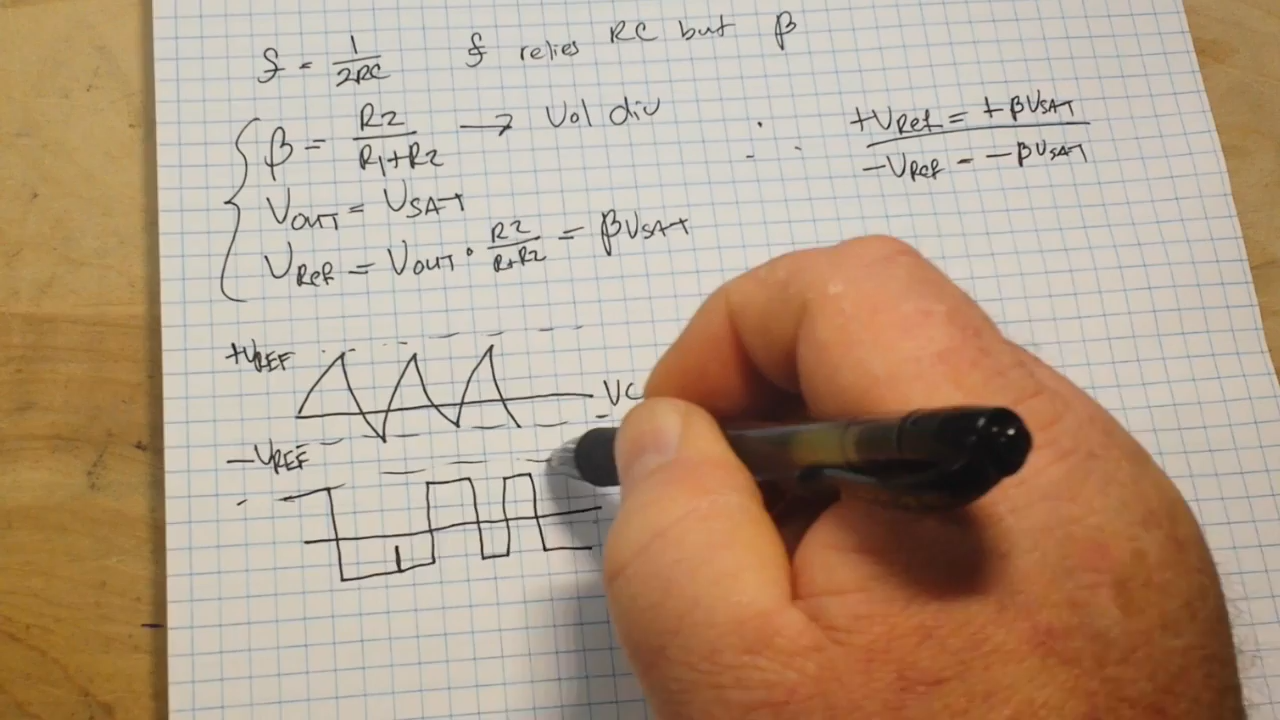 f = 1/2RC f relies RC but β
β = R2/R1+R2 → Vol div
VOUT = VSAT
VRef = VOUT · R2/R1+R2 = βVSAT
∴ +VRef = +βVSAT
-VRef - -βVSAT
+VREF
VC
-VREF